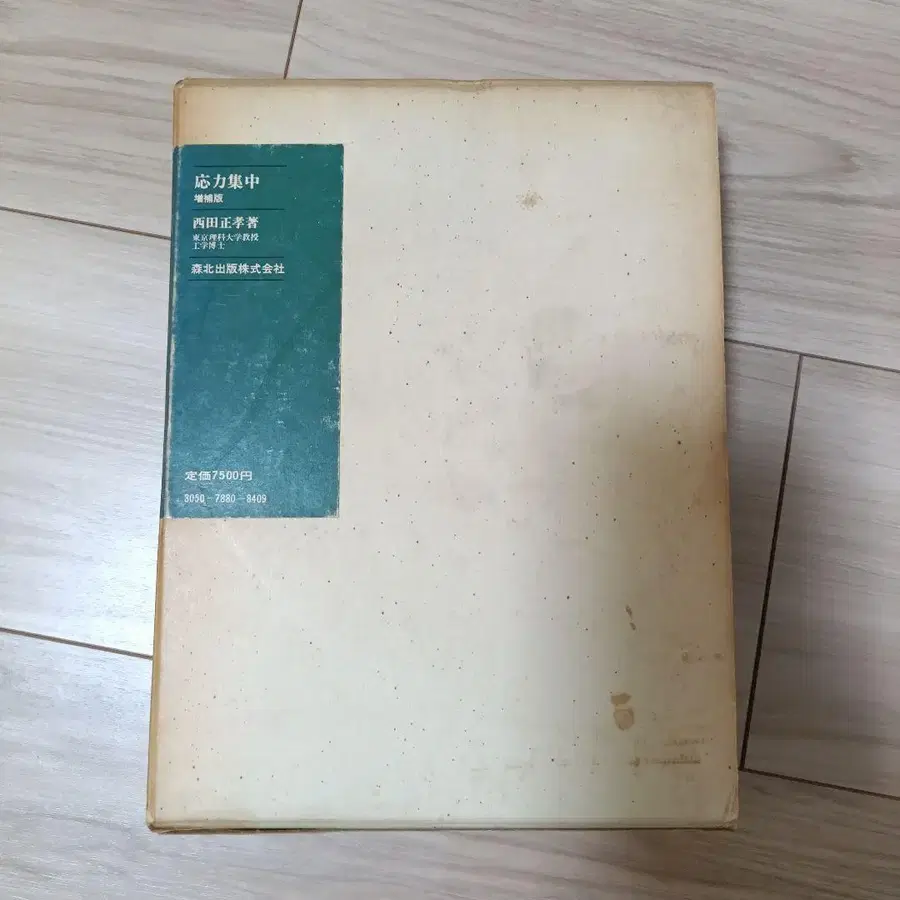 応力集中
増補版
西田正孝著
東京理科大学教授
工学博士
森北出版株式会社
定価7500円
3050-7880-8409